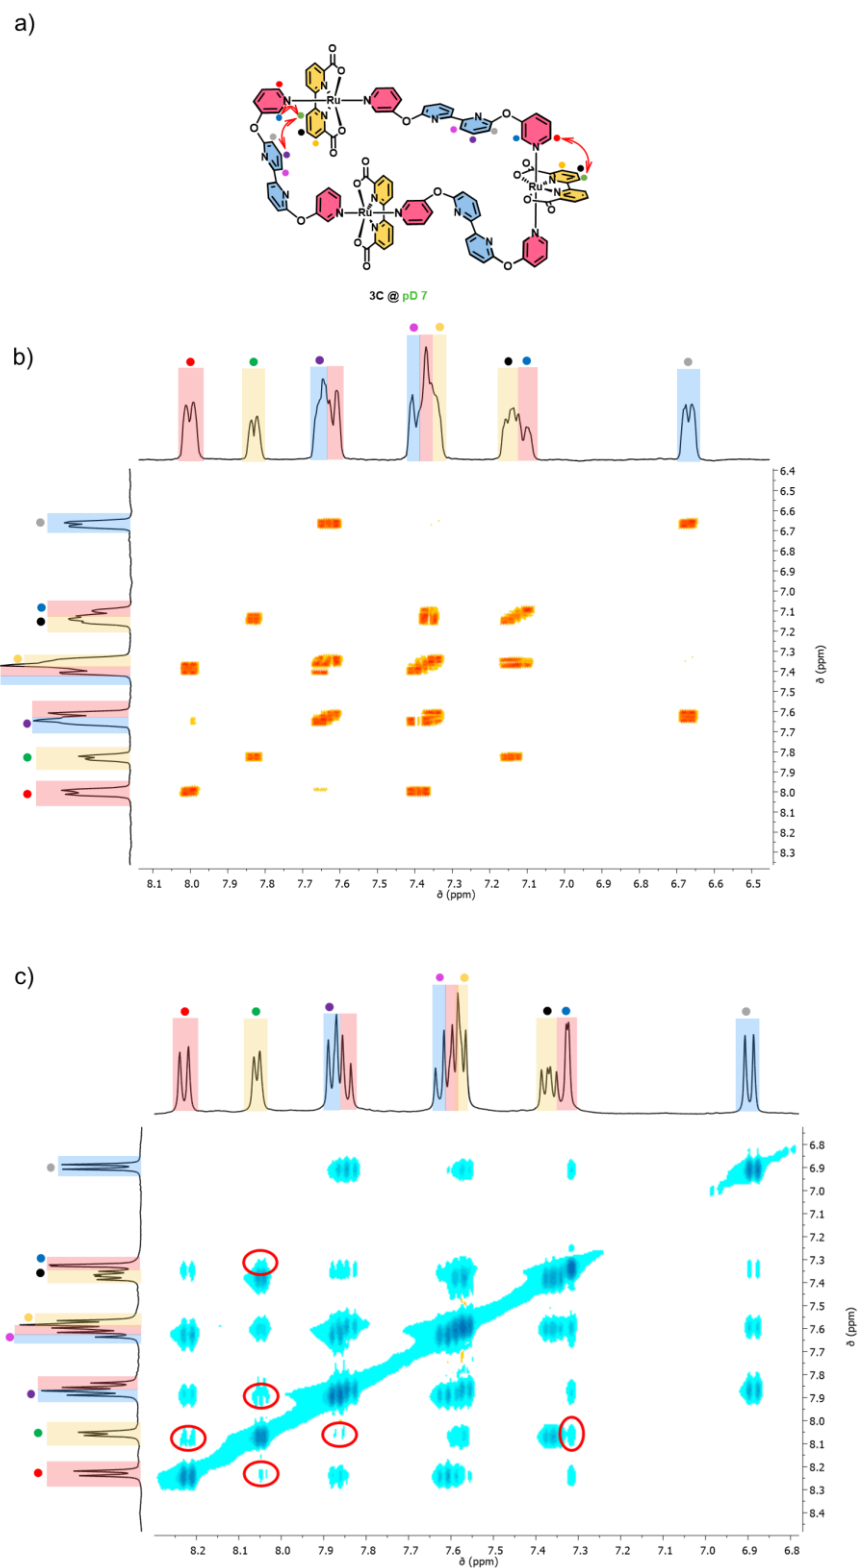 a)
O
O
N
N
Ru
N
N
O
O
O
N
N
O
N
O
N
N
O
O
N
Ru
N
O
O
O
N
Ru
N
N
O
N
N
O
N
O
O
3C @ pD 7
b)
6.4
6.5
6.6
6.7
6.8
6.9
7.0
7.1
7.2
7.3
7.4
7.5
7.6
7.7
7.8
7.9
8.0
8.1
8.2
8.3
ð (ppm)
8.1 8.0 7.9 7.8 7.7 7.6 7.5 7.4 7.3 7.2 7.1 7.0 6.9 6.8 6.7 6.6 6.5
ð (ppm)
c)
6.8
6.9
7.0
7.1
7.2
7.3
7.4
7.5
7.6
7.7
7.8
7.9
8.0
8.1
8.2
8.3
8.4
ð (ppm)
8.2 8.1 8.0 7.9 7.8 7.7 7.6 7.5 7.4 7.3 7.2 7.1 7.0 6.9 6.8
ð (ppm)